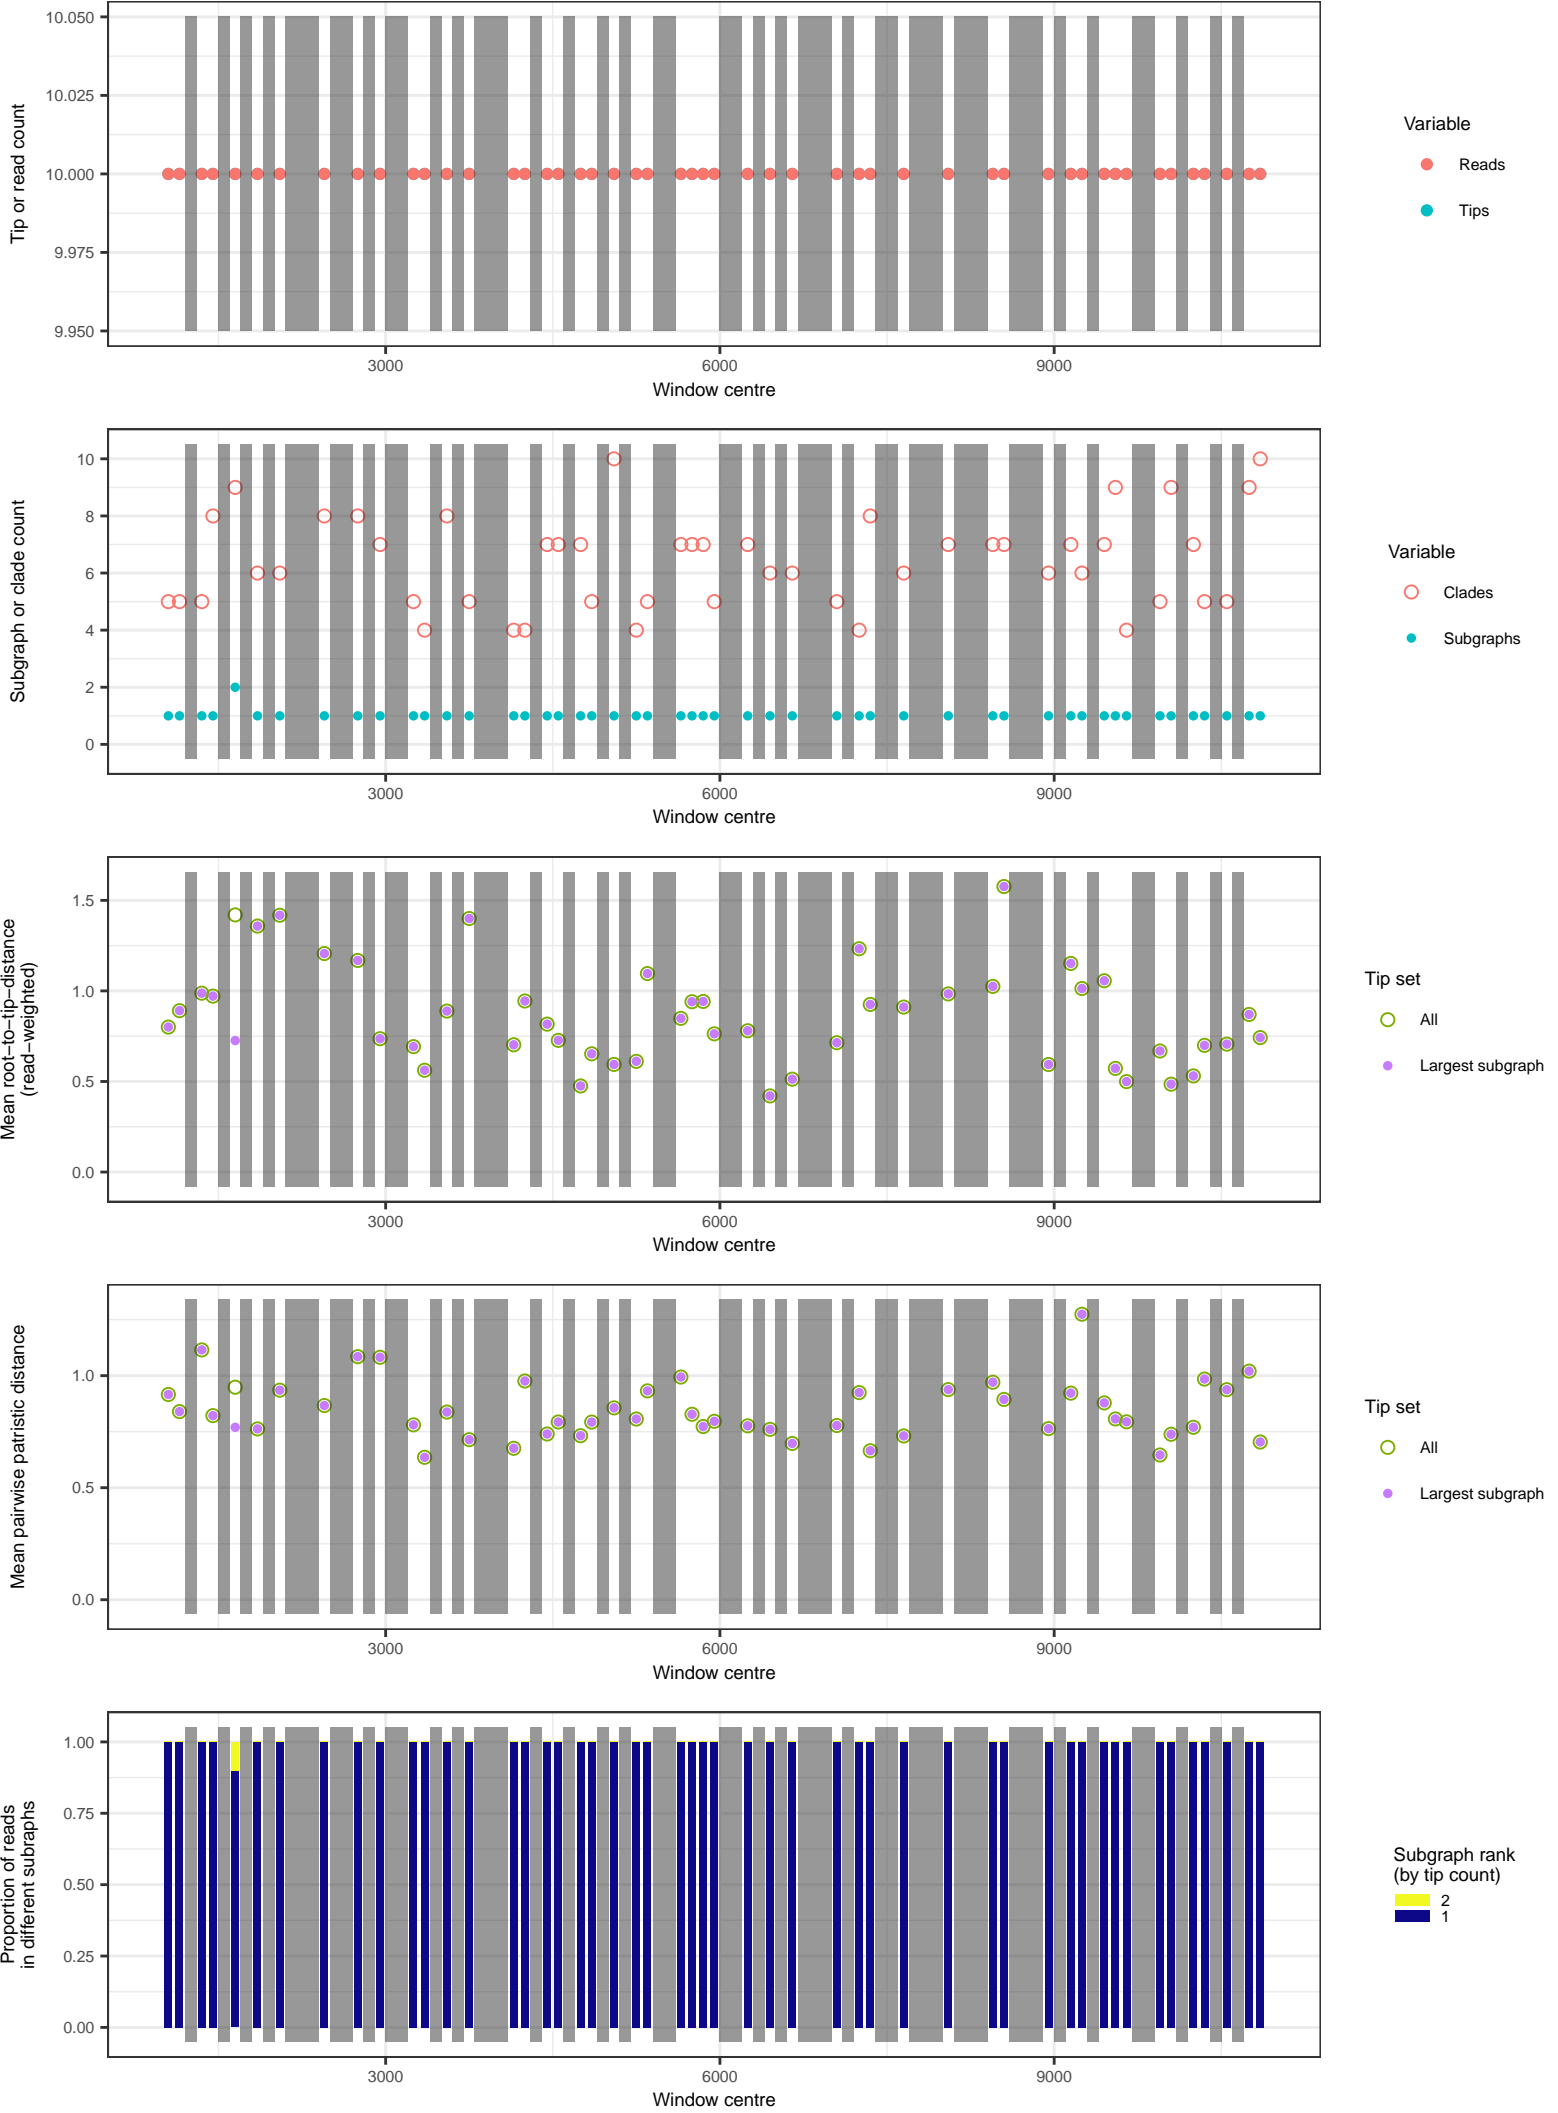 10.050
10.025
10.000
9.975
9.950
Tip or read count
3000
6000
9000
Window centre
Variable
Reads
Tips
10
8
6
4
2
0
Subgraph or clade count
3000
6000
9000
Window centre
Variable
Clades
Subgraphs
1.5
1.0
0.5
0.0
Mean root−to−tip−distance
(read−weighted)
3000
6000
9000
Window centre
Tip set
All
Largest subgraph
1.0
0.5
0.0
Mean pairwise patristic distance
3000
6000
9000
Window centre
Tip set
All
Largest subgraph
1.00
0.75
0.50
0.25
0.00
Proportion of reads
in different subraphs
3000
6000
9000
Window centre
Subgraph rank
(by tip count)
2
1